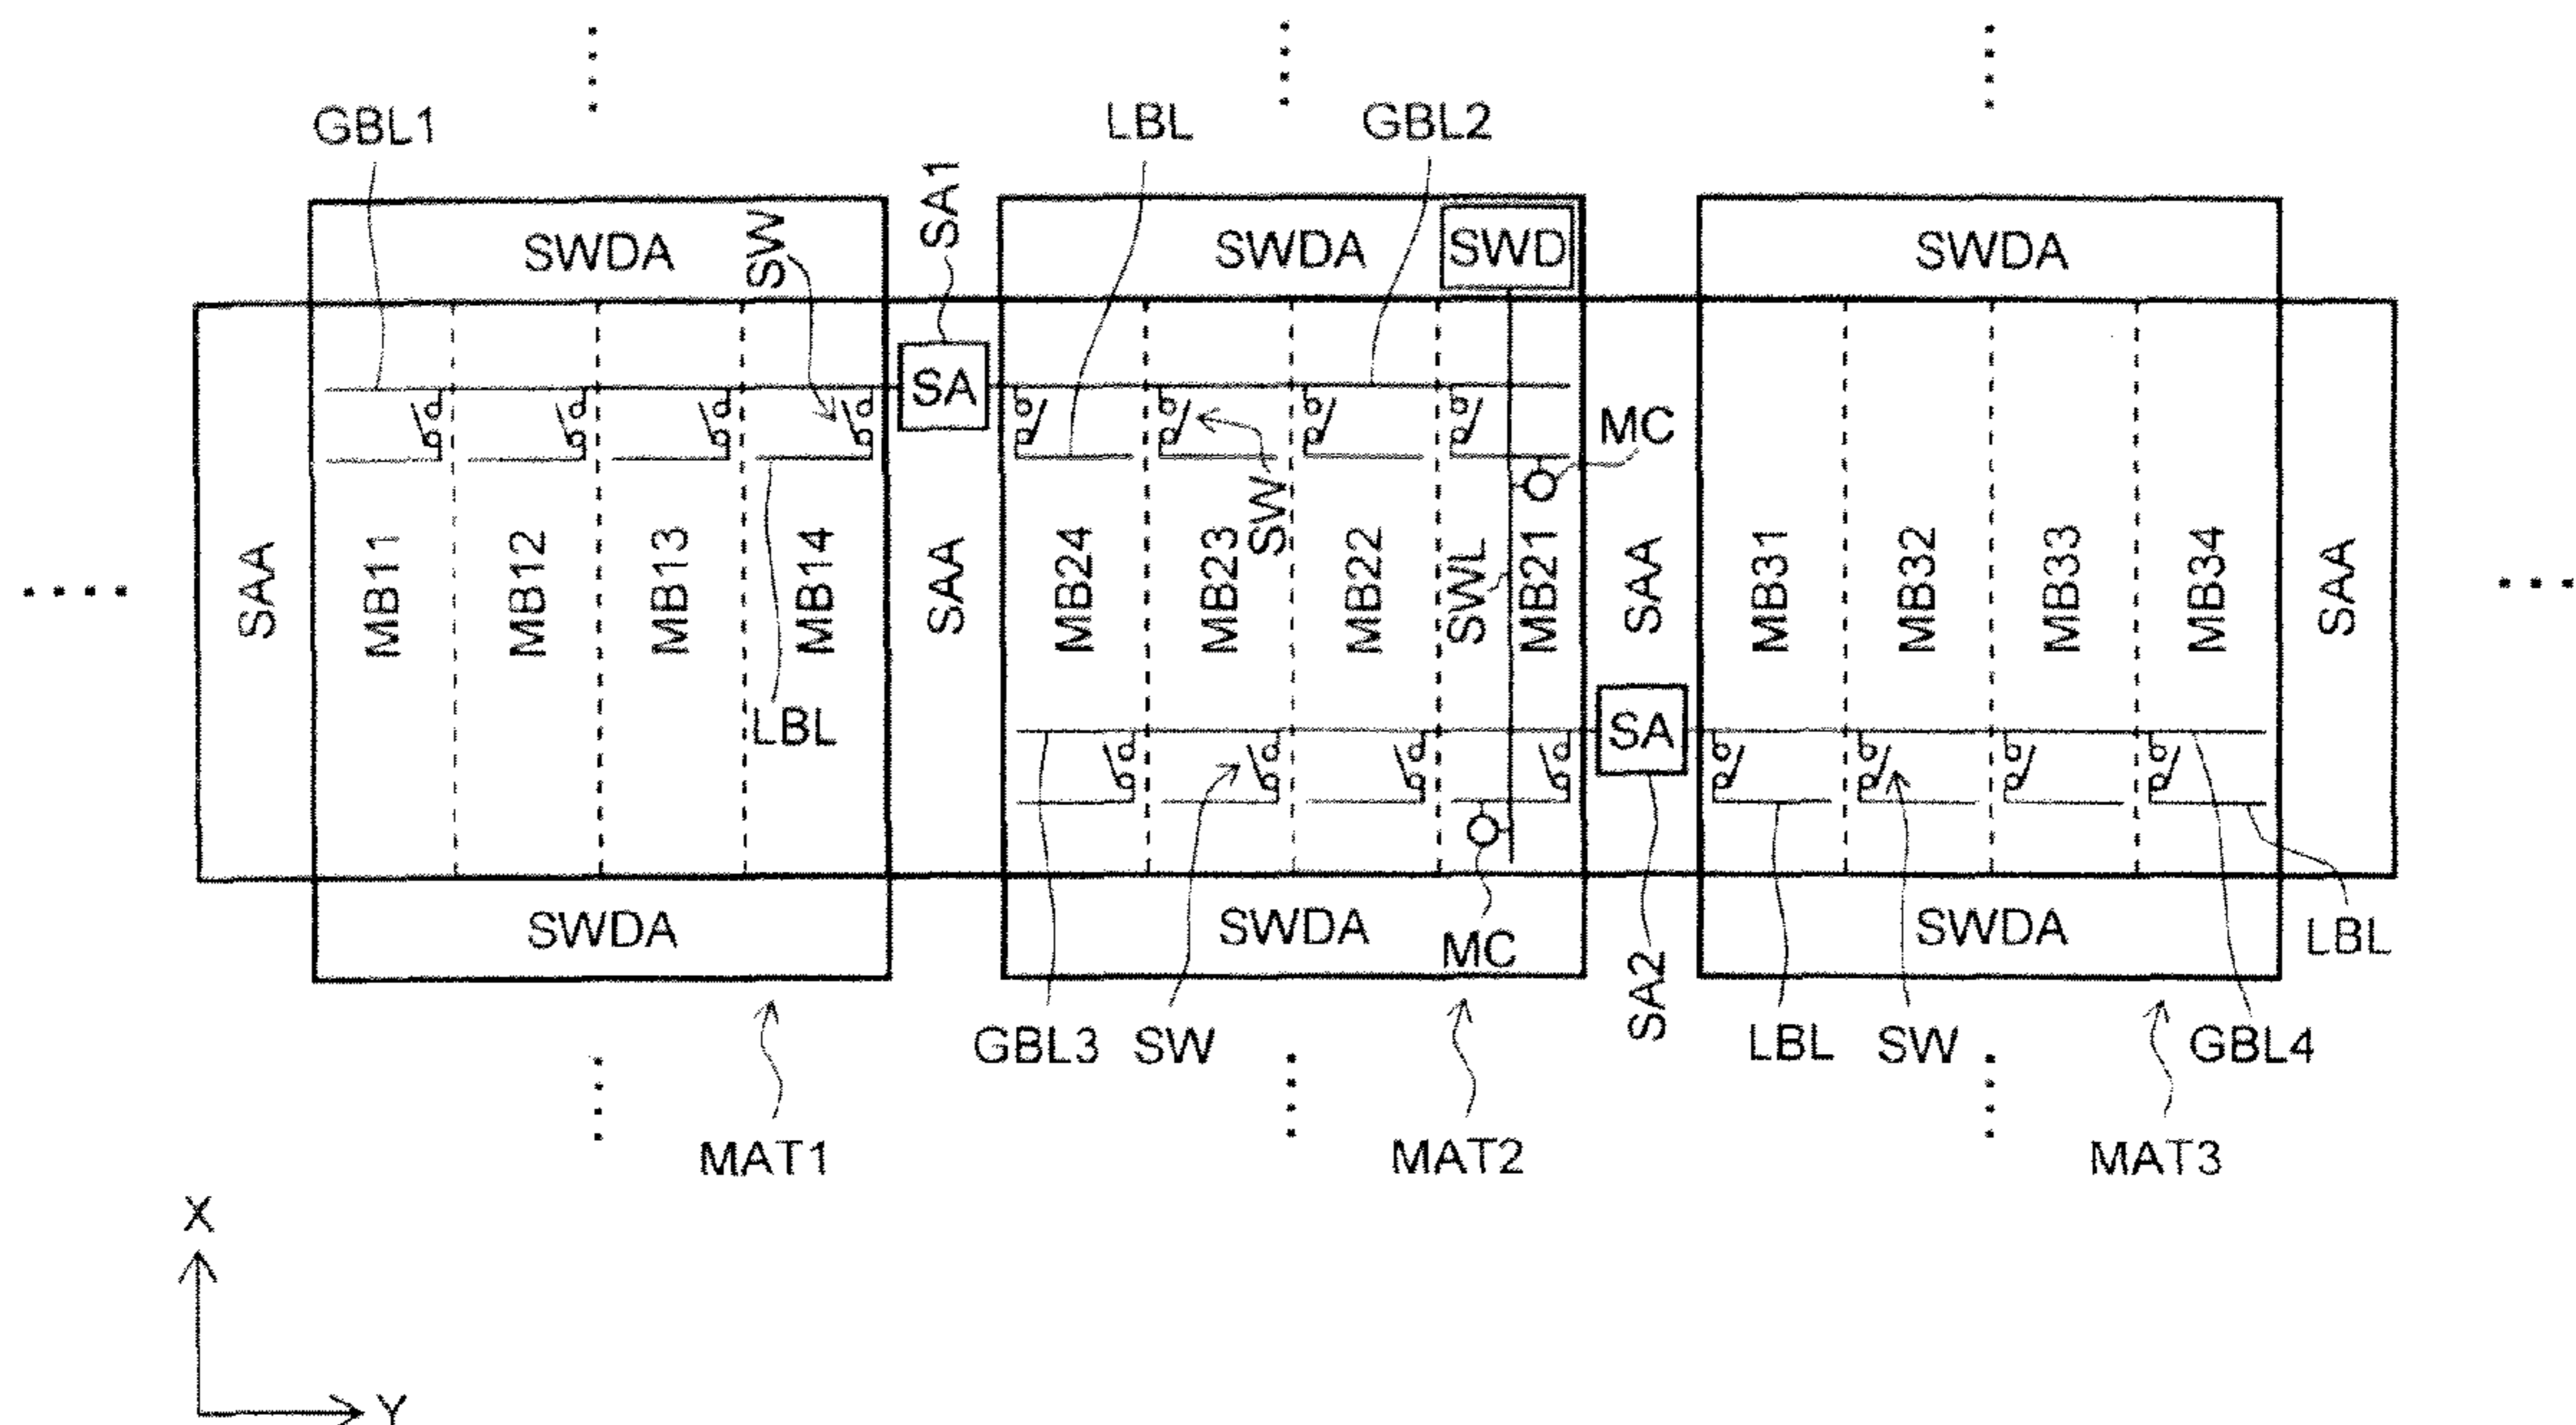 GBL1 LBL GBL2
SA1
SWDA SW SWDA SWD SWDA
SA
MC
SAA MB11 MB12 MB13 MB14 SAA MB24 MB23 SW MB22 SWL MB21 SAA MB31 MB32 MB33 MB34 SAA
LBL SA
SWDA SWDA MC SWDA LBL
SA2
GBL3 SW LBL SW GBL4
MAT1 MAT2 MAT3
X
Y